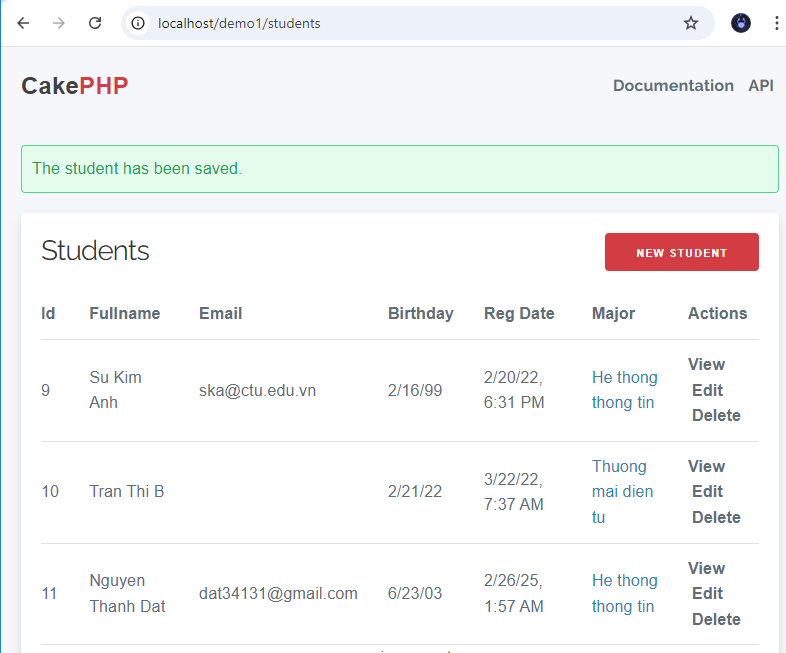 localhost/demo1/students
CakePHP
Documentation API
The student has been saved.
Students
NEW STUDENT
Id Fullname Email Birthday Reg Date Major Actions
9 Su Kim Anh ska@ctu.edu.vn 2/16/99 2/20/22, 6:31 PM He thong thong tin View Edit Delete
10 Tran Thi B 2/21/22 3/22/22, 7:37 AM Thuong mai dien tu View Edit Delete
11 Nguyen Thanh Dat dat34131@gmail.com 6/23/03 2/26/25, 1:57 AM He thong thong tin View Edit Delete